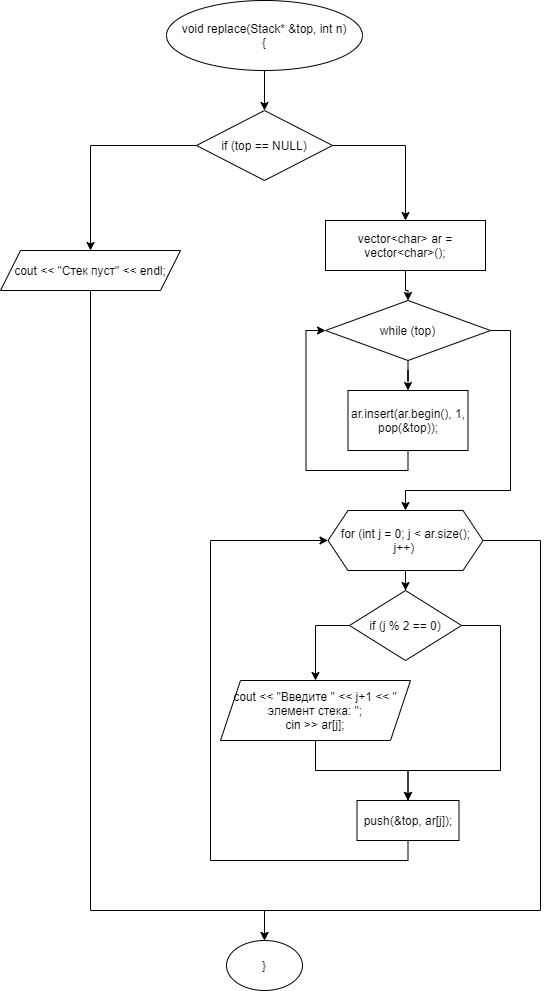 void replace(Stack* &top, int n)
{
if (top == NULL)
cout << "Стек пуст" << endl;
vector<char> ar =
vector<char>();
while (top)
ar.insert(ar.begin(), 1,
pop(&top));
for (int j = 0; j < ar.size();
j++)
if (j % 2 == 0)
cout << "Введите " << j+1 << "
элемент стека: ";
cin >> ar[j];
push(&top, ar[j]);
}